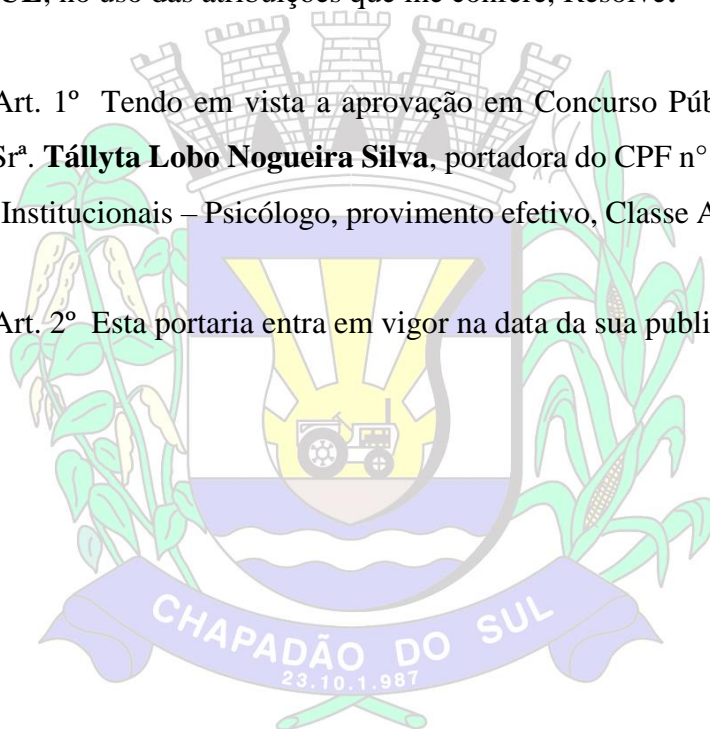 no uso das atribuições que lhe confere, Resolve:
Art. 1º Tendo em vista a aprovação em Concurso Púb
Srª. Tállyta Lobo Nogueira Silva, portadora do CPF n°
Institucionais – Psicólogo, provimento efetivo, Classe A
Art. 2º Esta portaria entra em vigor na data da sua publi
CHAPADÃO DO SUL
23.10.1.987